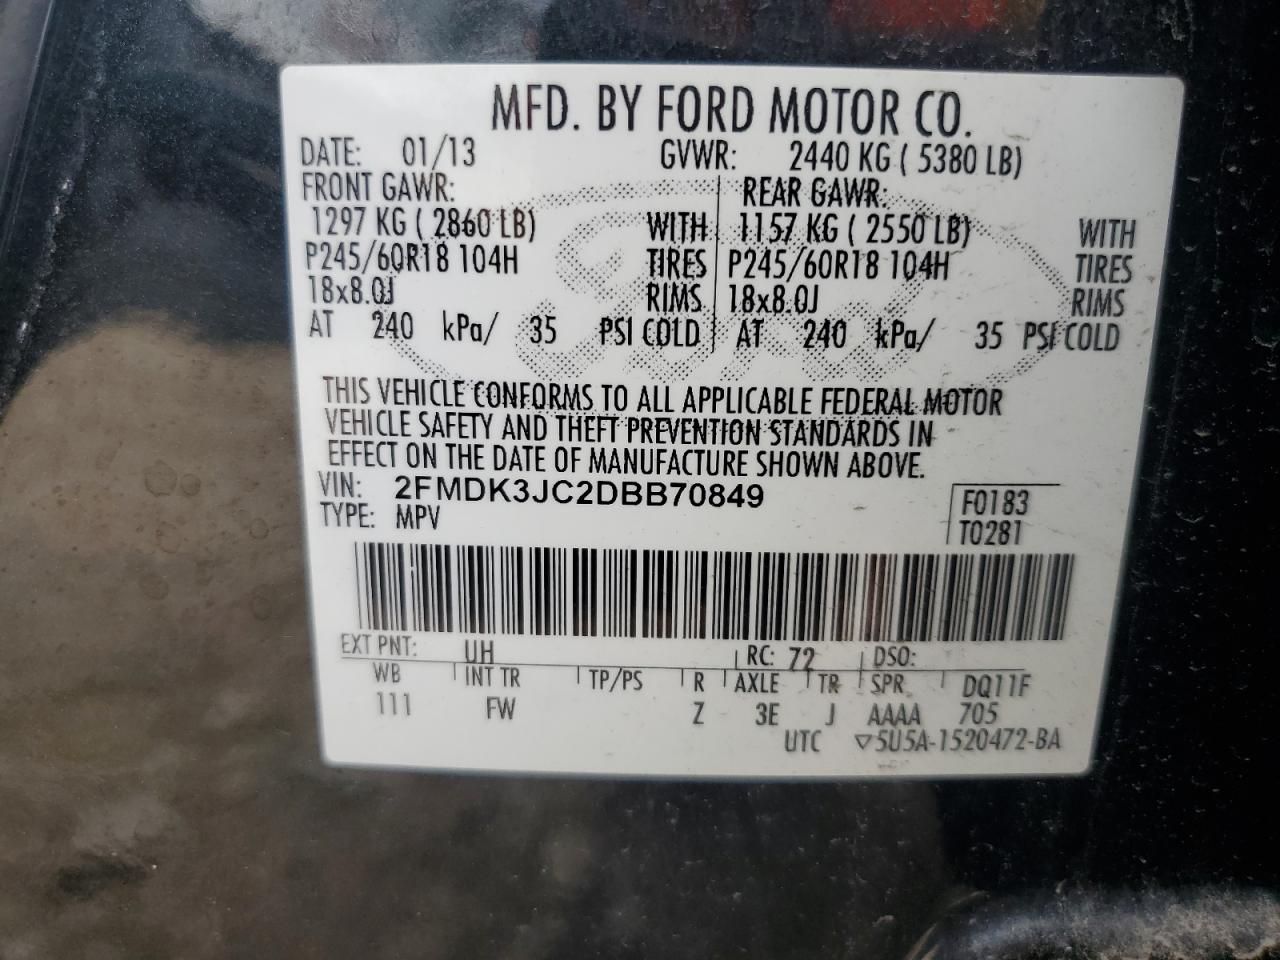 MFD. BY FORD MOTOR CO.
DATE: 01/13 GVWR: 2440 KG ( 5380 LB)
FRONT GAWR: REAR GAWR:
1297 KG ( 2860 LB) WITH 1157 KG ( 2550 LB) WITH
P245/60R18 104H TIRES P245/60R18 104H TIRES
18x8.0J RIMS 18x8.0J RIMS
AT 240 kPa/ 35 PSI COLD AT 240 kPa/ 35 PSI COLD
THIS VEHICLE CONFORMS TO ALL APPLICABLE FEDERAL MOTOR
VEHICLE SAFETY AND THEFT PREVENTION STANDARDS IN
EFFECT ON THE DATE OF MANUFACTURE SHOWN ABOVE.
VIN: 2FMDK3JC2DBB70849 F0183
TYPE: MPV T0281
EXT PNT: UH RC: 72 DSO:
WB INT TR TP/PS R AXLE TR SPR DQ11F
111 FW Z 3E J AAAA 705
UTC ▽5U5A-1520472-BA